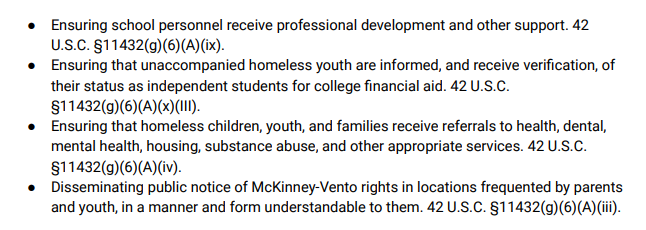 ● Ensuring school personnel receive professional development and other support. 42
U.S.C. §11432(g)(6)(A)(ix).
● Ensuring that unaccompanied homeless youth are informed, and receive verification, of
their status as independent students for college financial aid. 42 U.S.C.
§11432(g)(6)(A)(x)(III).
● Ensuring that homeless children, youth, and families receive referrals to health, dental,
mental health, housing, substance abuse, and other appropriate services. 42 U.S.C.
§11432(g)(6)(A)(iv).
● Disseminating public notice of McKinney-Vento rights in locations frequented by parents
and youth, in a manner and form understandable to them. 42 U.S.C. §11432(g)(6)(A)(iii).